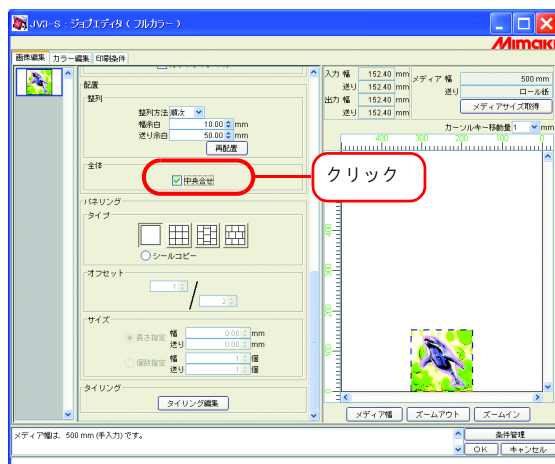 JV3-S : ジョブエディタ ( フルカラー )
Mimaki
画像編集 カラー編集 印刷条件
配置
整列
整列方法 順次
幅余白 10.00 mm
送り余白 50.00 mm
再配置
全体
中央合せ
クリック
パネリング
タイプ
シールコピー
オフセット
1 / 2
サイズ
長さ指定 幅 0.00 mm
送り 0.00 mm
個数指定 幅 1 個
送り 1 個
タイリング
タイリング編集
入力 幅 152.40 mm
送り 152.40 mm
出力 幅 152.40 mm
送り 152.40 mm
メディア 幅 500 mm
送り ロール紙
メディアサイズ取得
カーソルキー移動量 1 mm
400 300 200 100 0
400
300
200
100
0
メディア幅 ズームアウト ズームイン
メディア幅は、500 mm (手入力) です。
条件管理
OK キャンセル